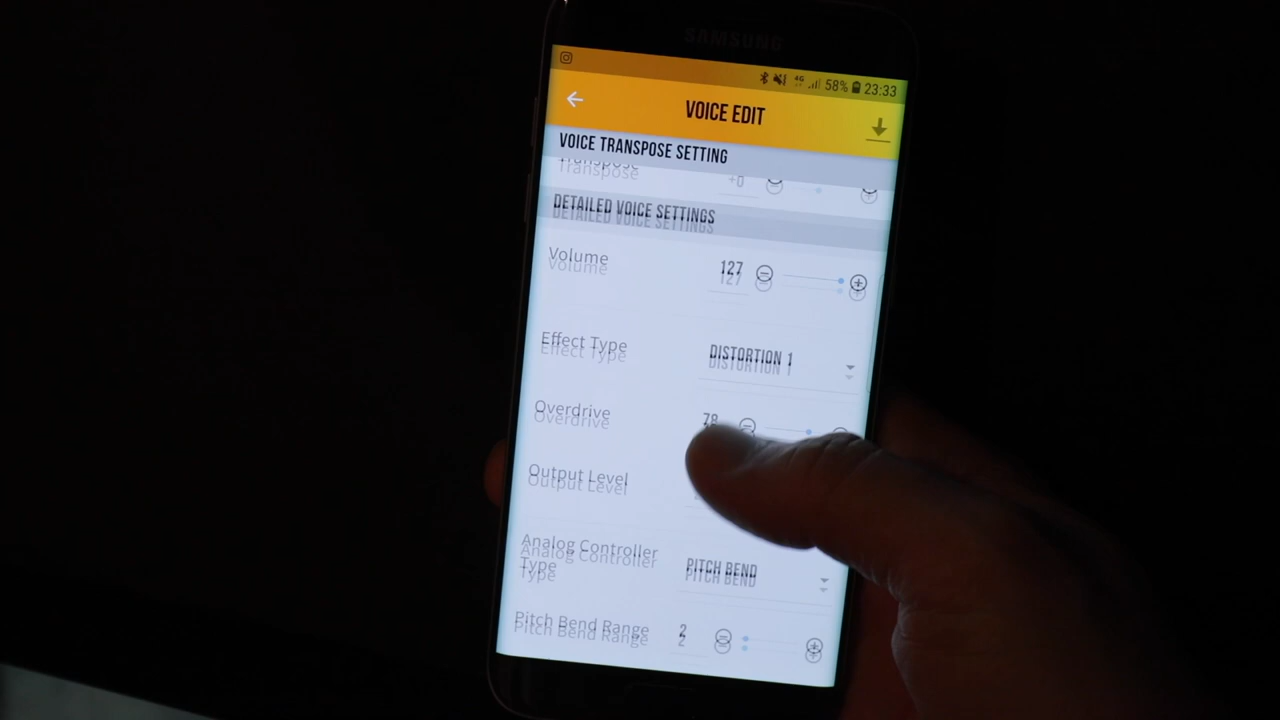 SAMSUNG
4G 58% 23:33
VOICE EDIT
VOICE TRANSPOSE SETTING
Transpose +0
DETAILED VOICE SETTINGS
Volume 127
Effect Type DISTORTION 1
Overdrive 78
Output Level
Analog Controller
Type PITCH BEND
Pitch Bend Range 2